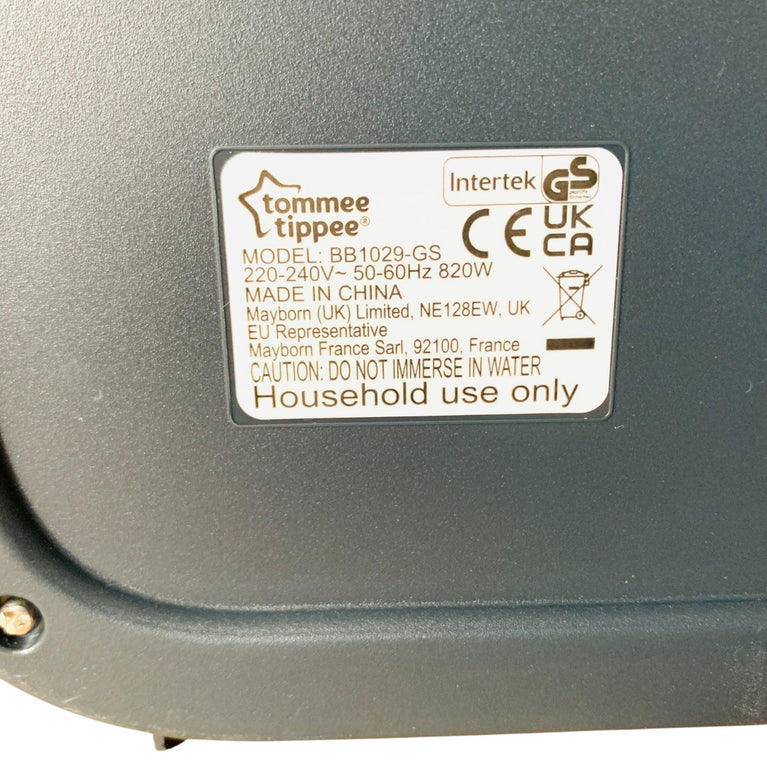 tommee
tippee®
Intertek GS
CE UK
CA
MODEL: BB1029-GS
220-240V~ 50-60Hz 820W
MADE IN CHINA
Mayborn (UK) Limited, NE128EW, UK
EU Representative
Mayborn France Sarl, 92100, France
CAUTION: DO NOT IMMERSE IN WATER
Household use only